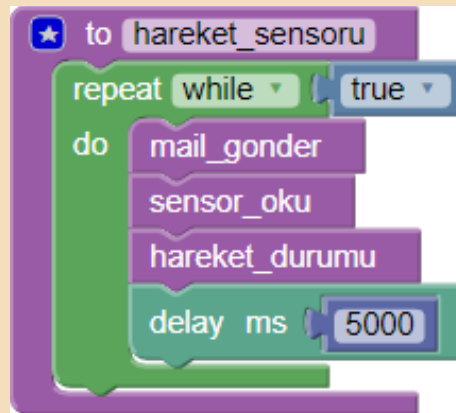 to hareket_sensoru
repeat while true
do mail_gonder
sensor_oku
hareket_durumu
delay ms 5000